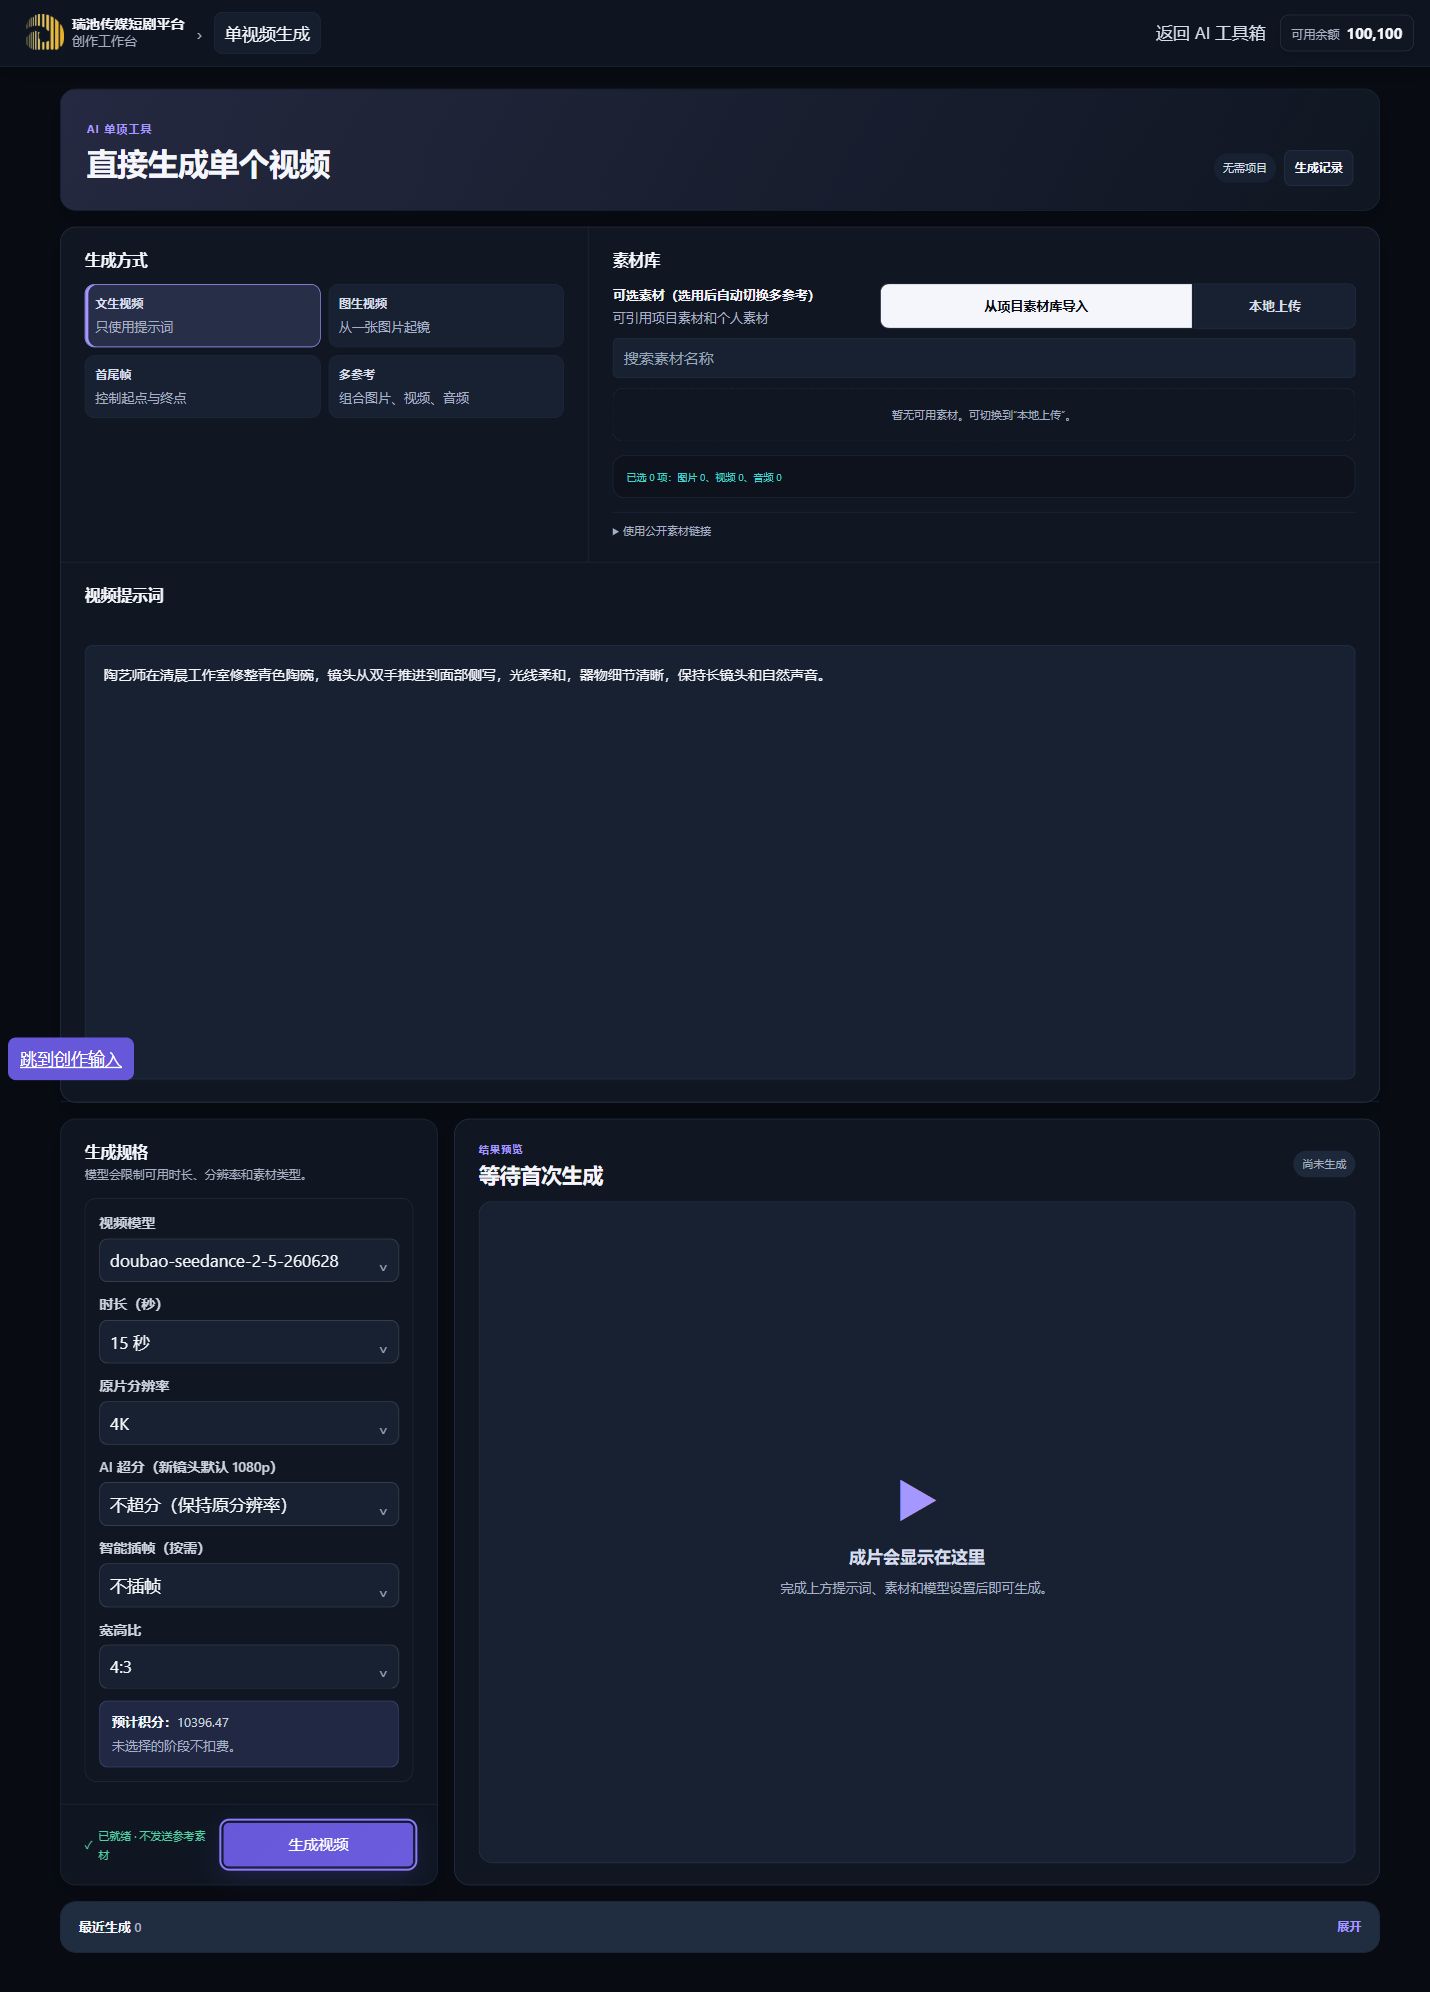 瑞池传媒短剧平台
创作工作台
›
单视频生成
返回 AI 工具箱
可用余额 100,100
AI 单项工具
直接生成单个视频
无需项目
生成记录
生成方式
文生视频
只使用提示词
图生视频
从一张图片起镜
首尾帧
控制起点与终点
多参考
组合图片、视频、音频
素材库
可选素材（选用后自动切换多参考）
可引用项目素材和个人素材
从项目素材库导入
本地上传
搜索素材名称
暂无可用素材。可切换到“本地上传”。
已选 0 项：图片 0、视频 0、音频 0
▶ 使用公开素材链接
视频提示词
陶艺师在清晨工作室修整青色陶碗，镜头从双手推进到面部侧写，光线柔和，器物细节清晰，保持长镜头和自然声音。
跳到创作输入
生成规格
模型会限制可用时长、分辨率和素材类型。
视频模型
doubao-seedance-2-5-260628
时长（秒）
15 秒
原片分辨率
4K
AI 超分（新镜头默认 1080p）
不超分（保持原分辨率）
智能插帧（按需）
不插帧
宽高比
4:3
预计积分：10396.47
未选择的阶段不扣费。
✓ 已就绪 · 不发送参考素
材
生成视频
结果预览
等待首次生成
尚未生成
成片会显示在这里
完成上方提示词、素材和模型设置后即可生成。
最近生成 0
展开